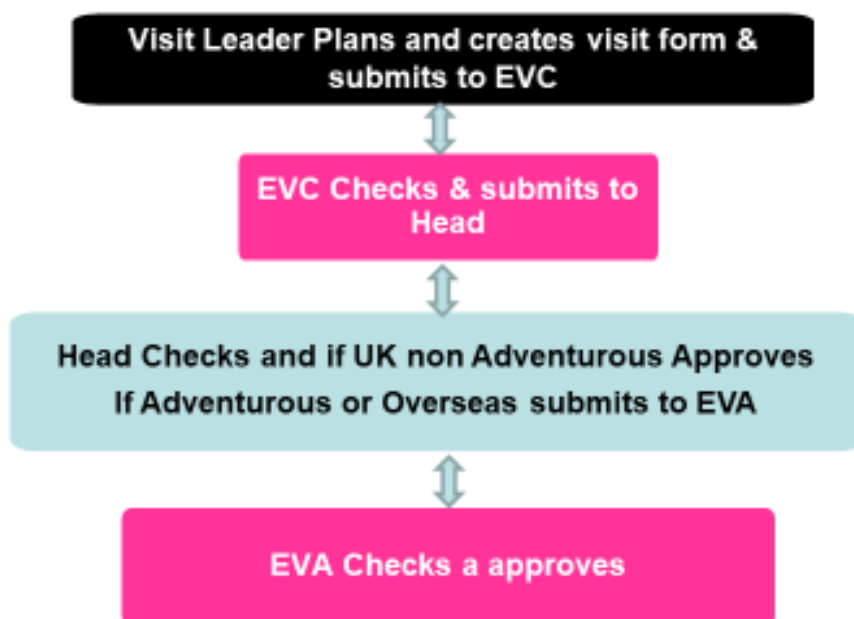 Visit Leader Plans and creates visit form &
submits to EVC
EVC Checks & submits to
Head
Head Checks and if UK non Adventurous Approves
If Adventurous or Overseas submits to EVA
EVA Checks a approves